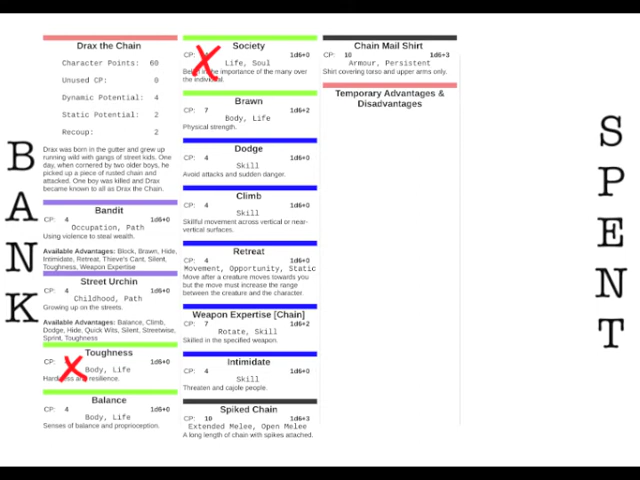 BANK
Drax the Chain
Character Points: 60
Unused CP: 0
Dynamic Potential: 4
Static Potential: 2
Recoup: 2
Drax was born in the gutter and grew up
running wild with gangs of street kids. One
day, when cornered by two older boys, he
picked up a piece of rusted chain and
attacked. One boy was killed and Drax
became known to all as Drax the Chain.
Bandit
CP: 4 1d6+0
Occupation, Path
Using violence to steal wealth.
Available Advantages: Block, Brawn, Hide,
Intimidate, Retreat, Thieve's Cant, Silent,
Toughness, Weapon Expertise
Street Urchin
CP: 4 1d6+0
Childhood, Path
Growing up on the streets.
Available Advantages: Balance, Climb,
Dodge, Hide, Quick Wits, Silent, Streetwise,
Sprint, Toughness
Toughness
CP: 1d6+0
Body, Life
resilience.
Balance
CP: 4 1d6+0
Body, Life
Senses of balance and proprioception.
Society
CP: 1d6+0
Life, Soul
the importance of the many over
the individual.
Brawn
CP: 7 1d6+2
Body, Life
Physical strength.
Dodge
CP: 4 1d6+0
Skill
Avoid attacks and sudden danger.
Climb
CP: 4 1d6+0
Skill
Skillful movement across vertical or near-
vertical surfaces.
Retreat
CP: 4 1d6+0
Movement, Opportunity, Static
Move after a creature moves towards you
but the move must increase the range
between the creature and the character.
Weapon Expertise [Chain]
CP: 7 1d6+2
Rotate, Skill
Skilled in the specified weapon.
Intimidate
CP: 4 1d6+0
Skill
Threaten and cajole people.
Spiked Chain
CP: 10 1d6+3
Extended Melee, Open Melee
A long length of chain with spikes attached.
Chain Mail Shirt
CP: 10 1d6+3
Armour, Persistent
Shirt covering torso and upper arms only.
Temporary Advantages &
Disadvantages
SPENT